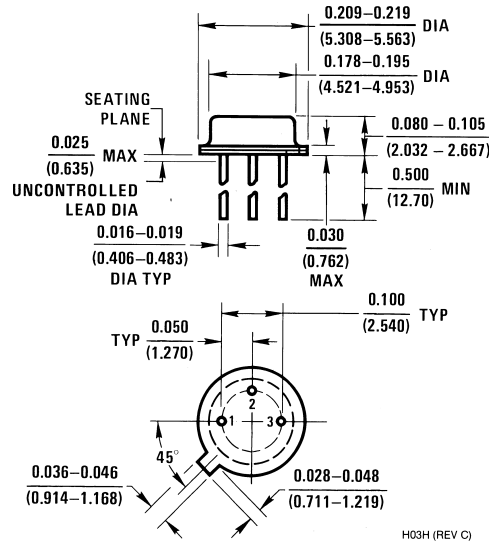 0.209–0.219
(5.308–5.563)
DIA
0.178–0.195
(4.521–4.953)
DIA
SEATING
PLANE
0.080 – 0.105
(2.032 – 2.667)
0.025
(0.635)
MAX
0.500
(12.70)
MIN
UNCONTROLLED
LEAD DIA
0.016–0.019
(0.406–0.483)
DIA TYP
0.030
(0.762)
MAX
0.100
(2.540)
TYP
TYP
0.050
(1.270)
2
1
3
45°
0.036–0.046
(0.914–1.168)
0.028–0.048
(0.711–1.219)
H03H (REV C)